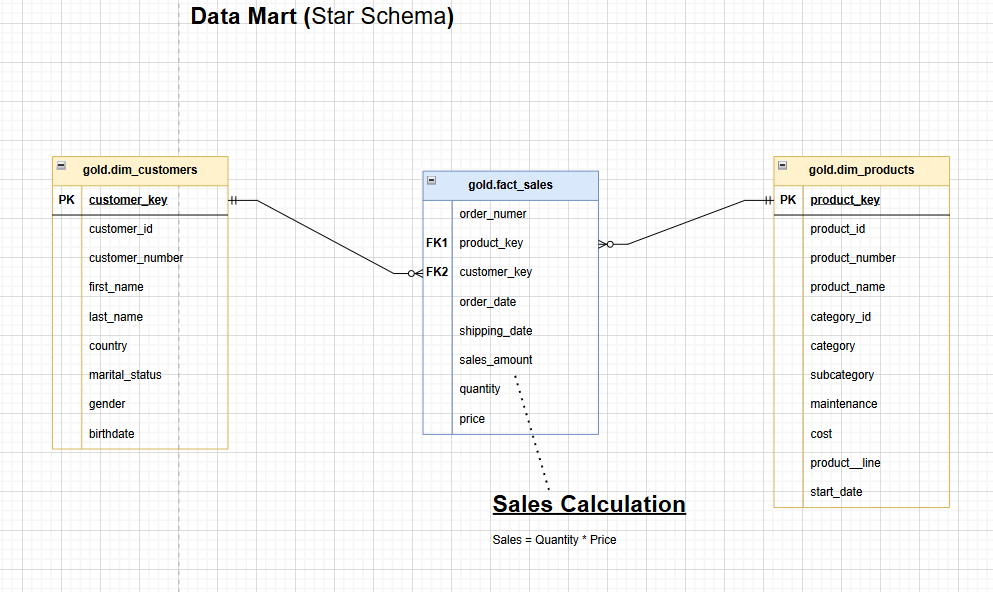 Data Mart (Star Schema)
gold.dim_customers
PK customer_key
customer_id
customer_number
first_name
last_name
country
marital_status
gender
birthdate
gold.fact_sales
order_numer
FK1 product_key
FK2 customer_key
order_date
shipping_date
sales_amount
quantity
price
gold.dim_products
PK product_key
product_id
product_number
product_name
category_id
category
subcategory
maintenance
cost
product__line
start_date
Sales Calculation
Sales = Quantity * Price